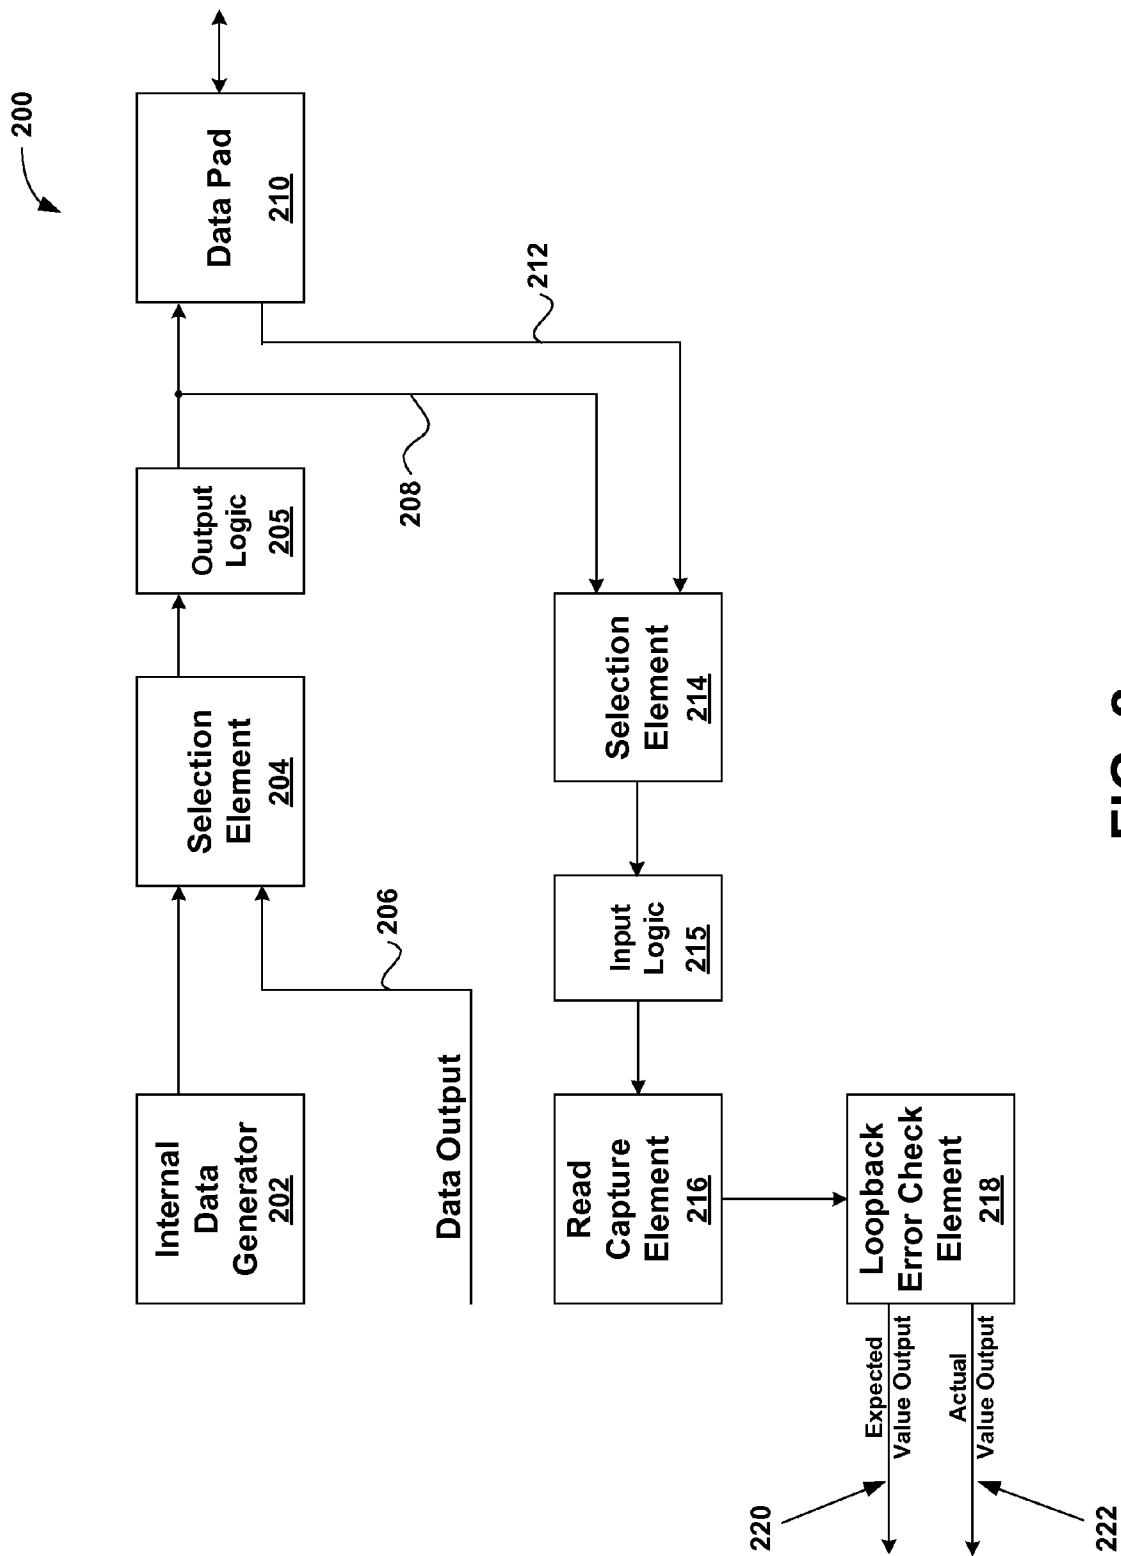 200
Internal
Data
Generator
202
Selection
Element
204
Output
Logic
205
Data Pad
210
206
Data Output
208
212
Read
Capture
Element
216
Input
Logic
215
Selection
Element
214
Loopback
Error Check
Element
218
Expected
Value Output
220
Actual
Value Output
222
FIG.